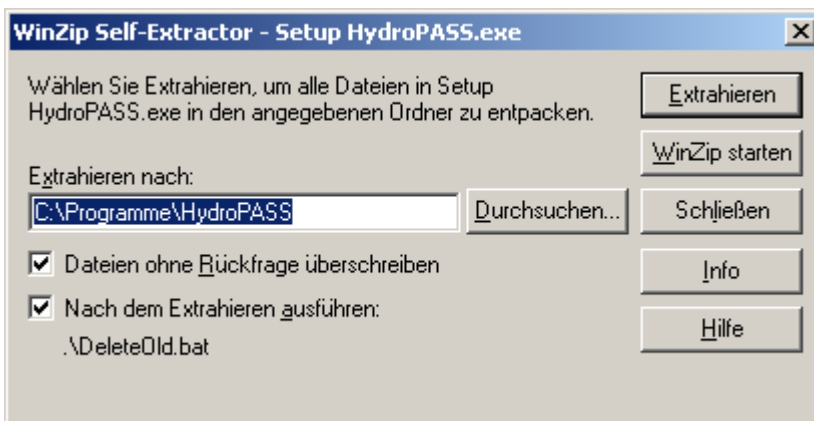 WinZip Self-Extractor - Setup HydroPASS.exe
Wählen Sie Extrahieren, um alle Dateien in Setup
HydroPASS.exe in den angegebenen Ordner zu entpacken.
Extrahieren
WinZip starten
Extrahieren nach:
C:\Programme\HydroPASS
Durchsuchen...
Schließen
Dateien ohne Rückfrage überschreiben
Info
Nach dem Extrahieren ausführen:
.\DeleteOld.bat
Hilfe